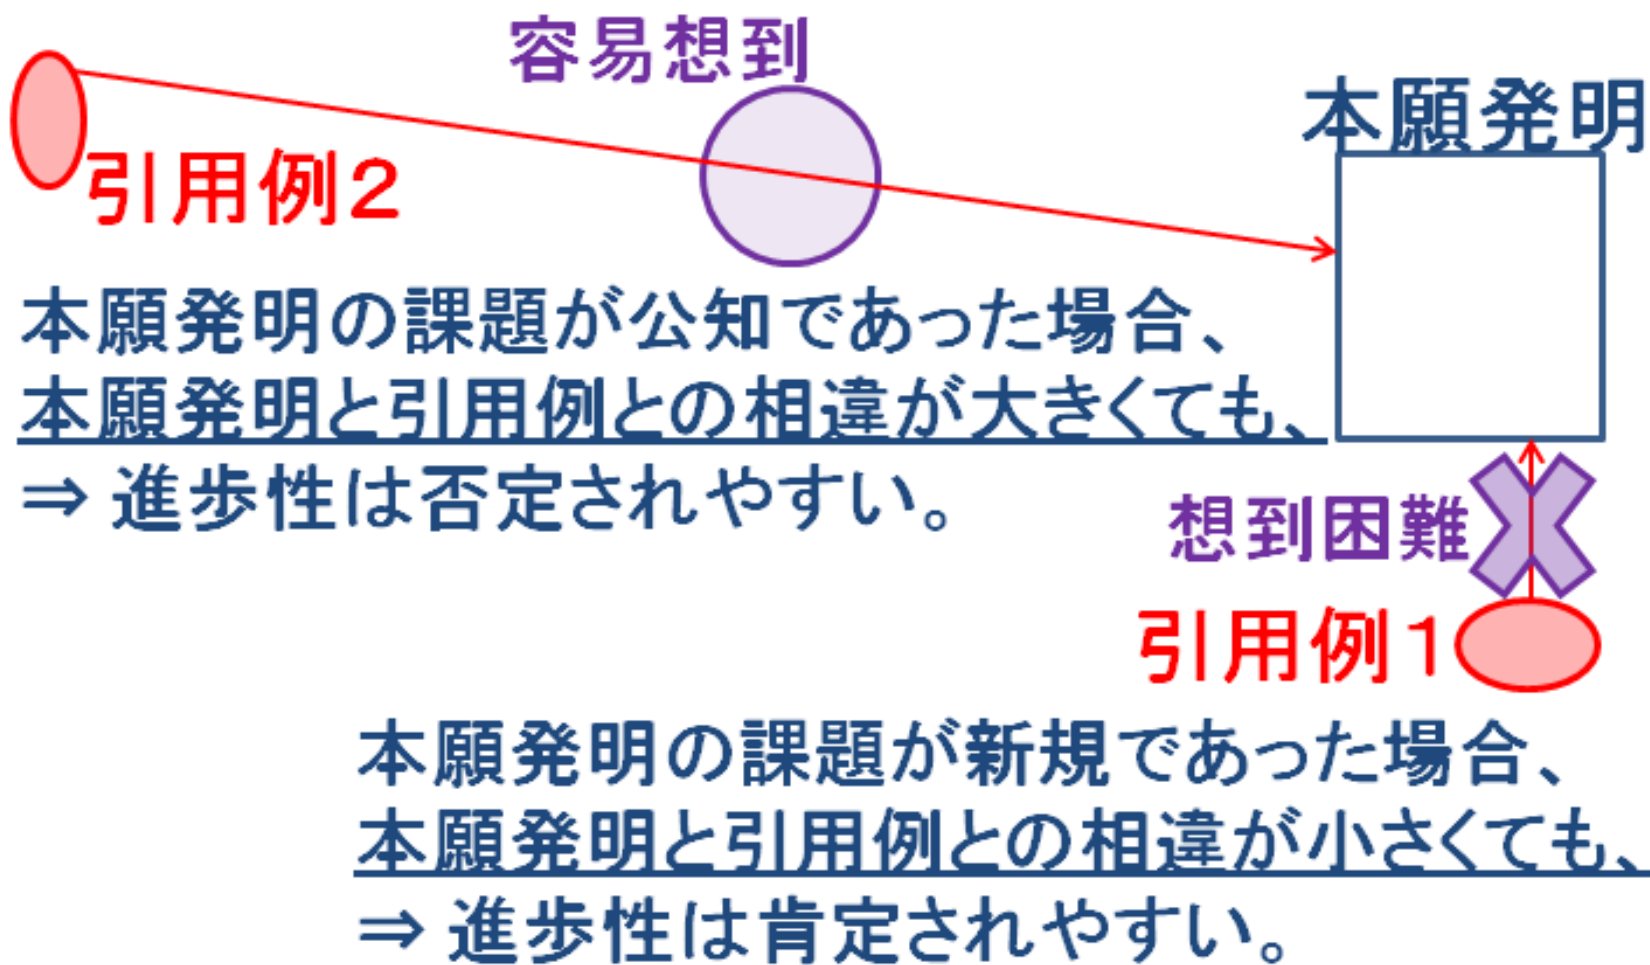 容易想到
本願発明
引用例２
本願発明の課題が公知であった場合、
本願発明と引用例との相違が大きくても、
⇒ 進歩性は否定されやすい。
想到困難
引用例１
本願発明の課題が新規であった場合、
本願発明と引用例との相違が小さくても、
⇒ 進歩性は肯定されやすい。